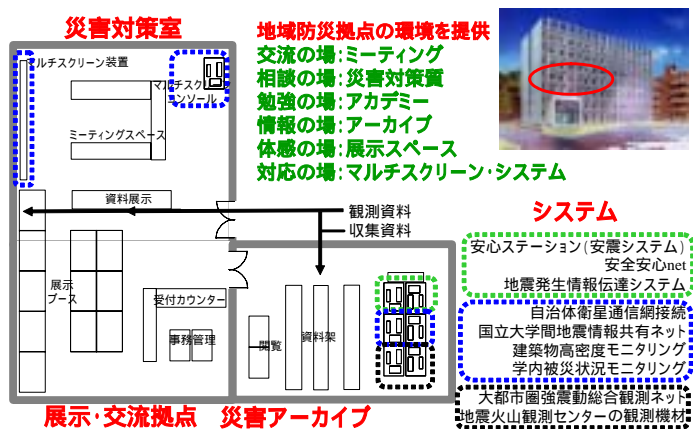 災害対策室
地域防災拠点の環境を提供
交流の場:ミーティング
相談の場:災害対策質
勉強の場:アカデミー
情報の場:アーカイブ
体感の場:展示スペース
対応の場:マルチスクリーン・システム
マルチスクリーン装置
マルチスクリーン
コンソール
ミーティングスペース
資料展示
観測資料
収集資料
展示
ブース
受付カウンター
事務管理
閲覧
資料架
システム
安心ステーション(安震システム)
安全安心net
地震発生情報伝達システム
自治体衛星通信網接続
国立大学間地震情報共有ネット
建築物高密度モニタリング
学内被災状況モニタリング
大都市圏強震動総合観測ネット
地震火山観測センターの観測機材
展示・交流拠点
災害アーカイブ